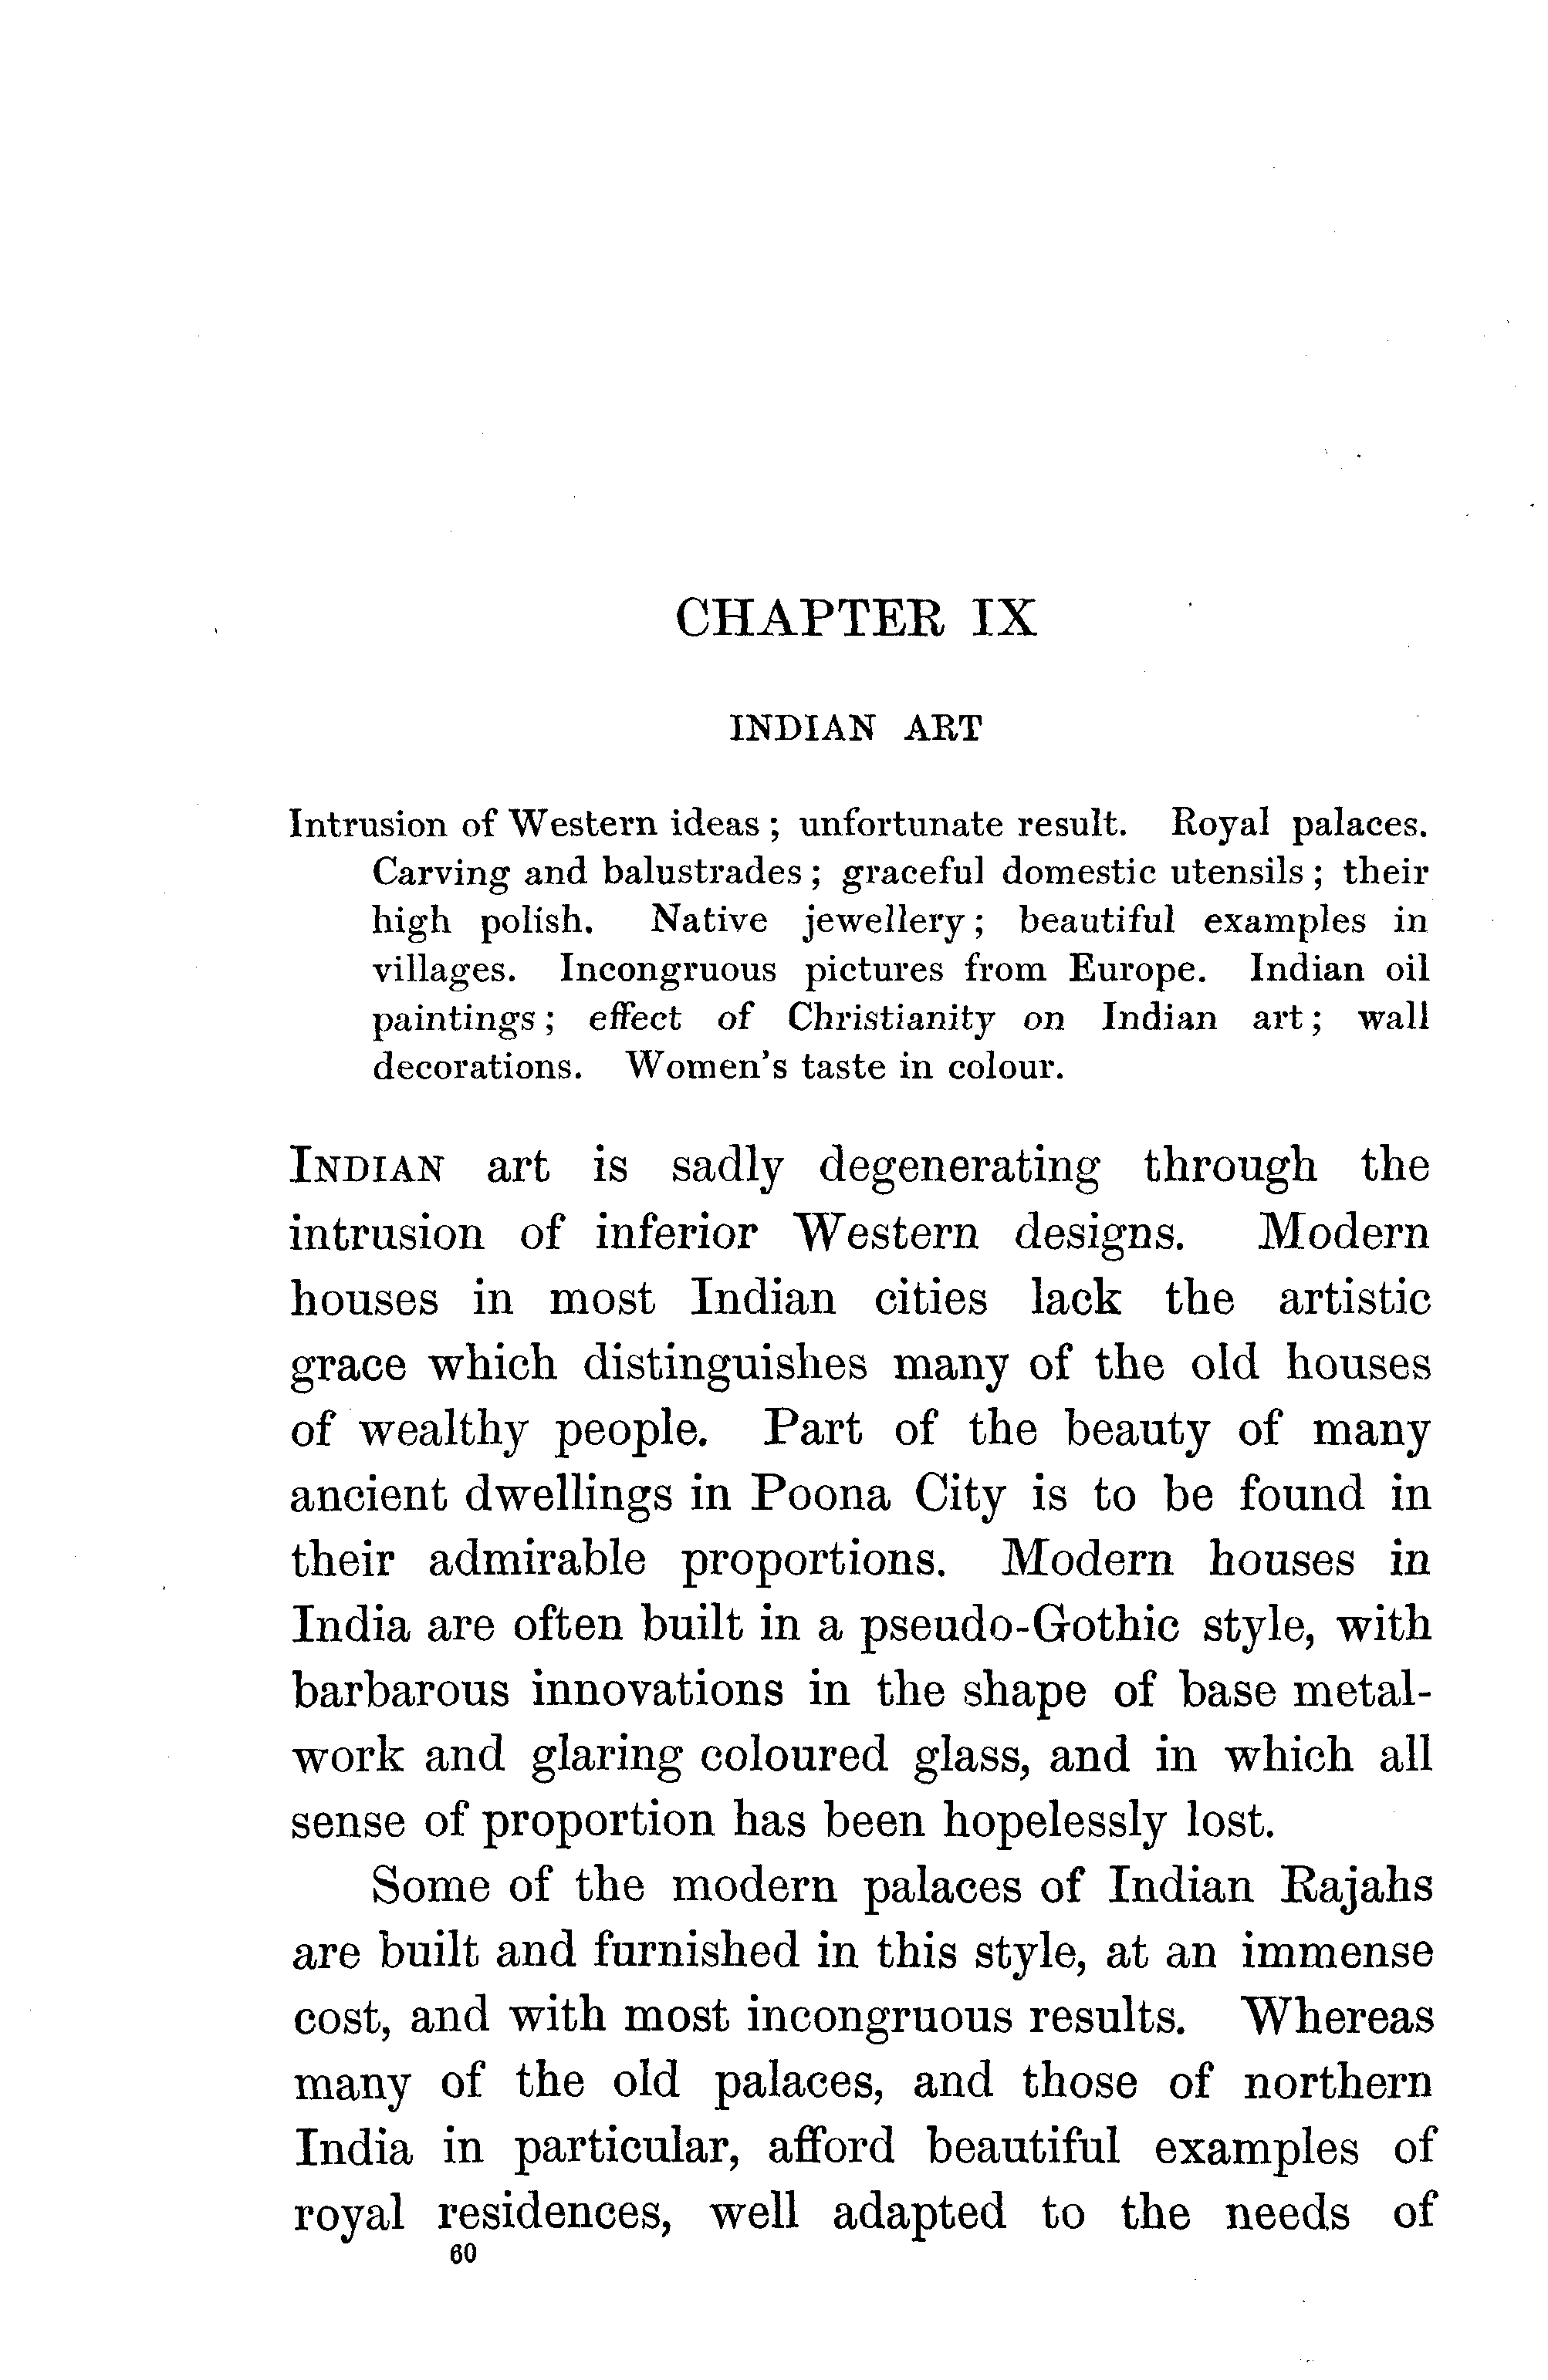 CHAPTER IX
INDIAN ART
Intrusion of Western ideas ; unfortunate result. Royal palaces.
Carving and balustrades ; graceful domestic utensils ; their
high polish. Native jewellery ; beautiful examples in
villages. Incongruous pictures from Europe. Indian oil
paintings ; effect of Christianity on Indian art ; wall
decorations. Women's taste in colour.
INDIAN art is sadly degenerating through the
intrusion of inferior Western designs. Modern
houses in most Indian cities lack the artistic
grace which distinguishes many of the old houses
of wealthy people. Part of the beauty of many
ancient dwellings in Poona City is to be found in
their admirable proportions. Modern houses in
India are often built in a pseudo-Gothic style, with
barbarous innovations in the shape of base metal-
work and glaring coloured glass, and in which all
sense of proportion has been hopelessly lost.
Some of the modern palaces of Indian Rajahs
are built and furnished in this style, at an immense
cost, and with most incongruous results. Whereas
many of the old palaces, and those of northern
India in particular, afford beautiful examples of
royal residences, well adapted to the needs of
60